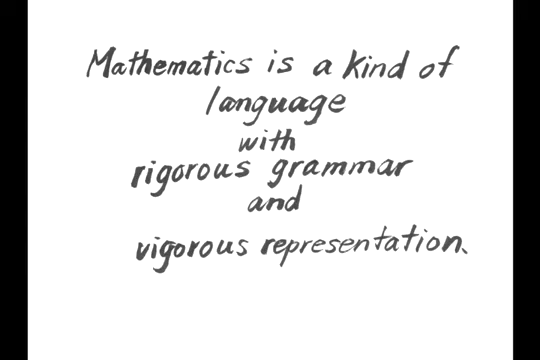 Mathematics is a kind of
language
with
rigorous grammar
and
vigorous representation.